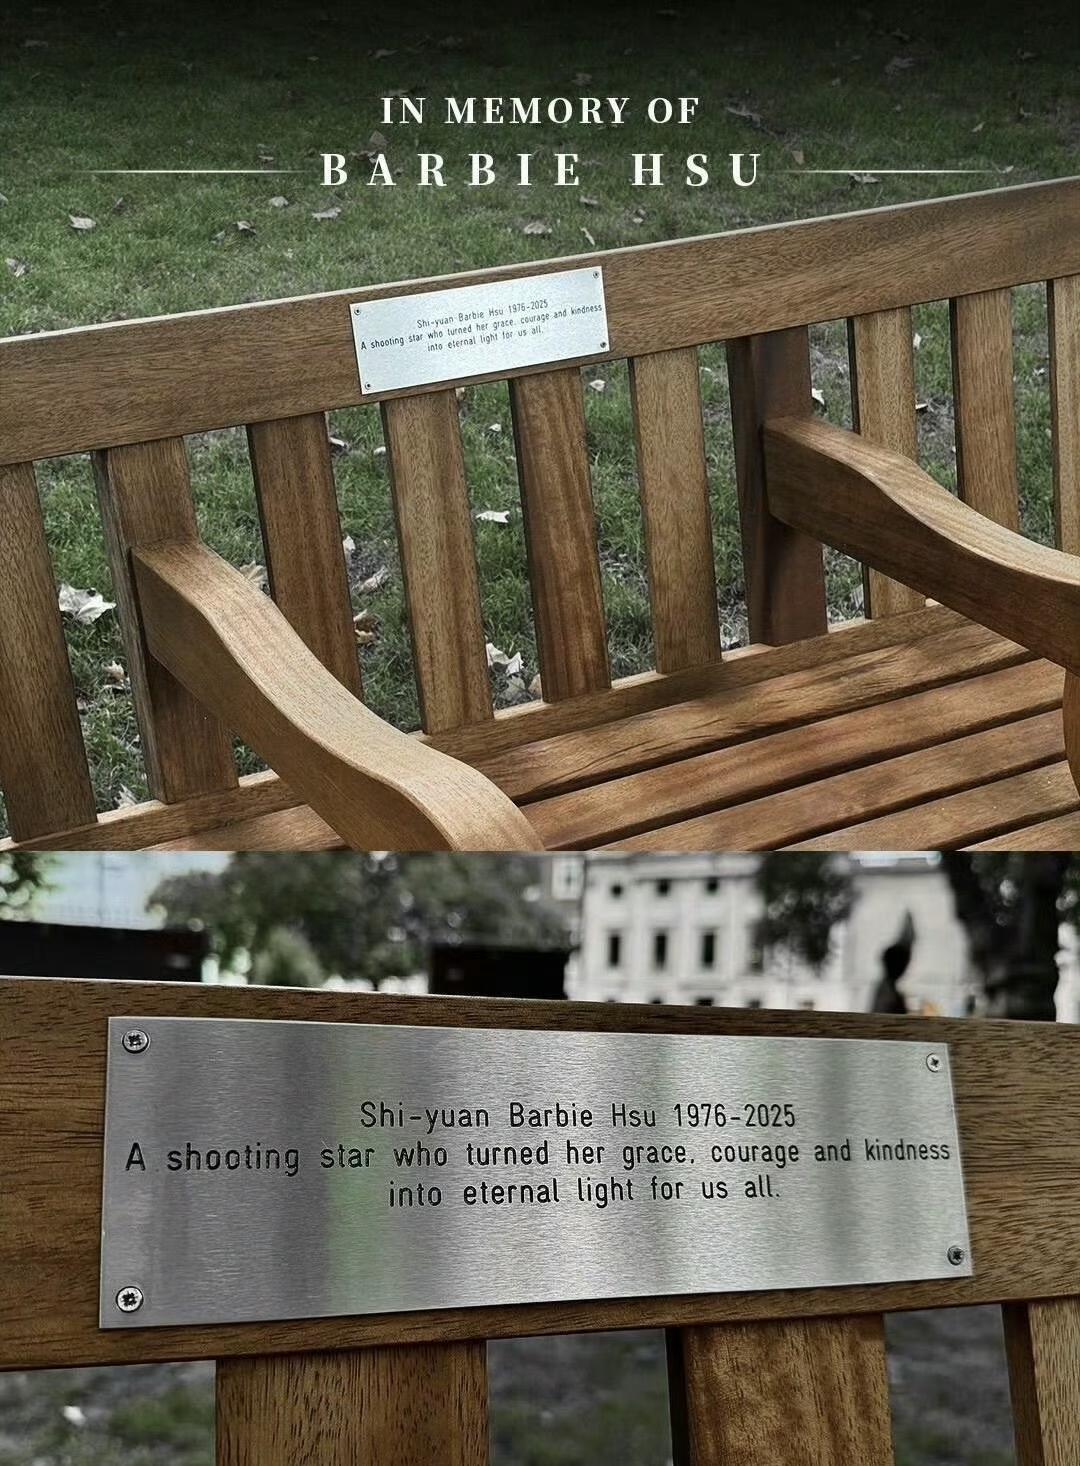 IN MEMORY OF
BARBIE HSU
Shi-yuan Barbie Hsu 1976-2025
A shooting star who turned her grace, courage and kindness
into eternal light for us all.
Shi-yuan Barbie Hsu 1976-2025
A shooting star who turned her grace, courage and kindness
into eternal light for us all.